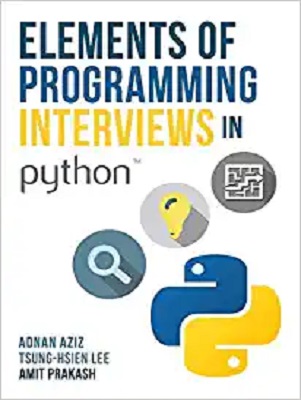 ELEMENTS OF
PROGRAMMING
INTERVIEWS IN
python™
ADNAN AZIZ
TSUNG-HSIEN LEE
AMIT PRAKASH